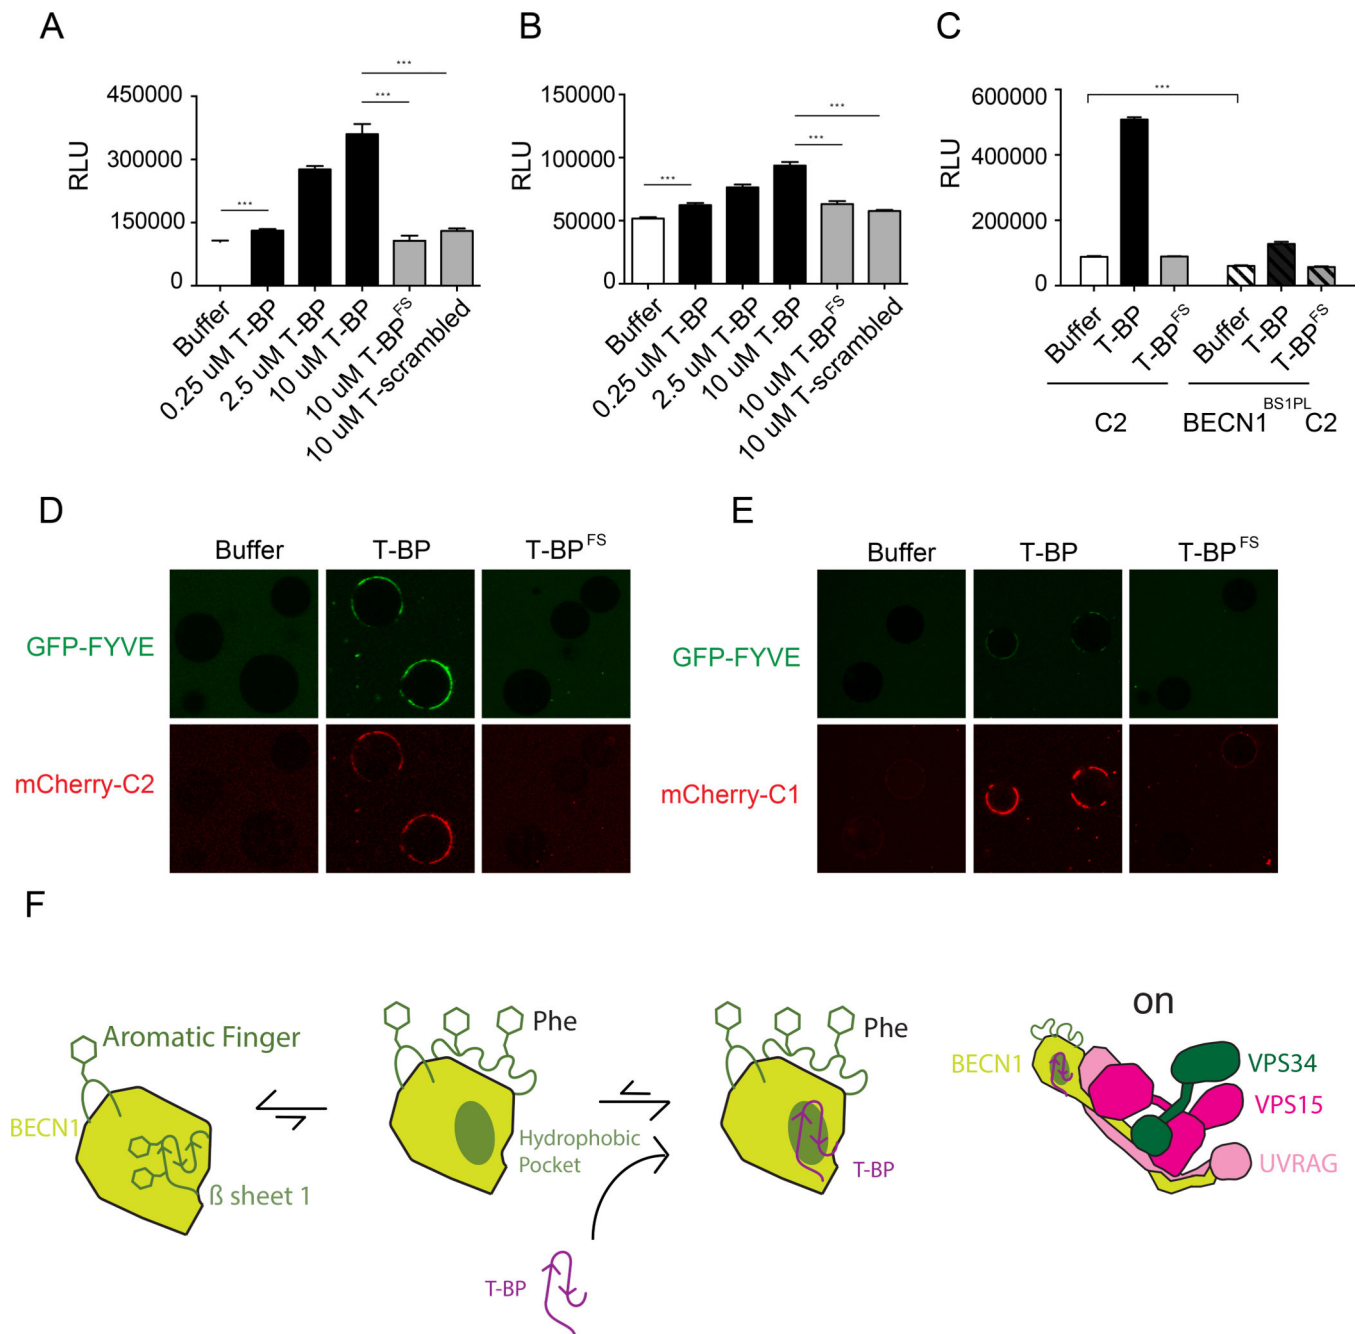 A
450000
300000
150000
0
RLU
***
***
***
Buffer
0.25 uM T-BP
2.5 uM T-BP
10 uM T-BP
10 uM T-BP^FS
10 uM T-scrambled
B
150000
100000
50000
0
RLU
***
***
***
Buffer
0.25 uM T-BP
2.5 uM T-BP
10 uM T-BP
10 uM T-BP^FS
10 uM T-scrambled
C
600000
400000
200000
0
RLU
***
Buffer
T-BP
T-BP^FS
Buffer
T-BP
T-BP^FS
C2
BECN1^BS1PL C2
D
Buffer
T-BP
T-BP^FS
GFP-FYVE
mCherry-C2
E
Buffer
T-BP
T-BP^FS
GFP-FYVE
mCherry-C1
F
Aromatic Finger
BECN1
ß sheet 1
Phe
Hydrophobic
Pocket
T-BP
Phe
T-BP
on
BECN1
VPS34
VPS15
UVRAG